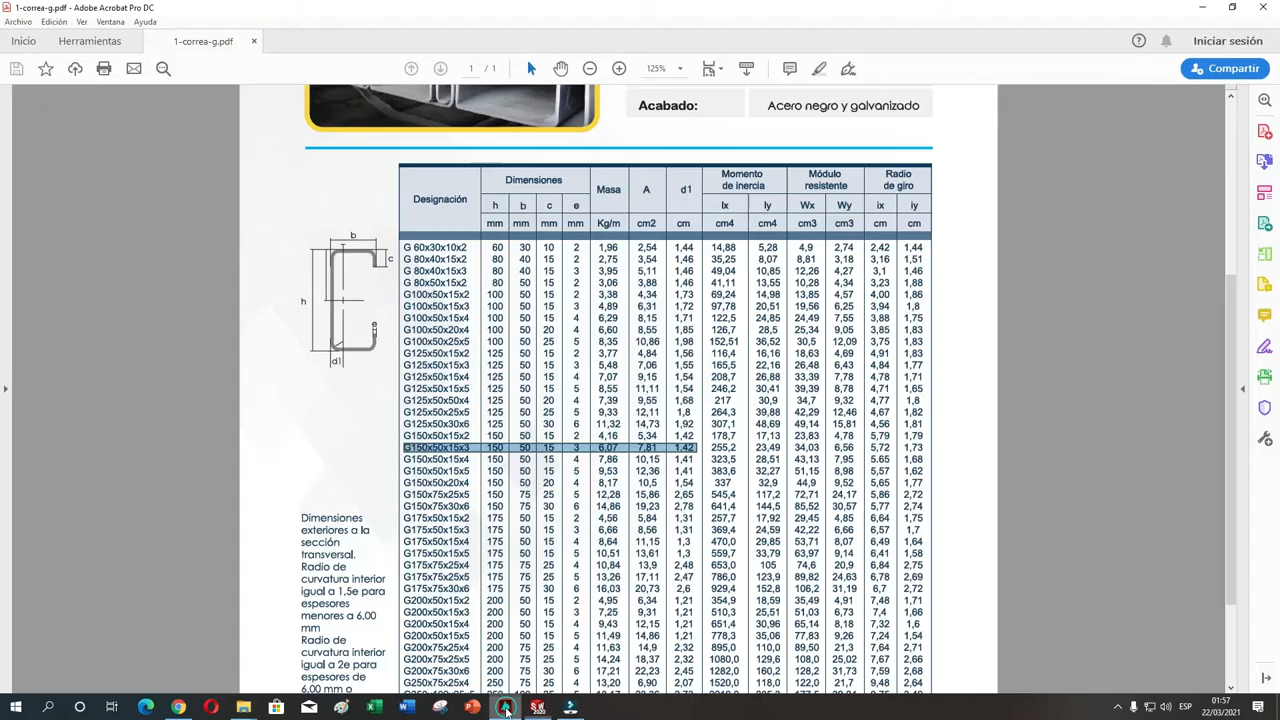 1-correa-g.pdf - Adobe Acrobat Pro DC
Archivo Edición Ver Ventana Ayuda
Inicio Herramientas 1-correa-g.pdf × Iniciar sesión
1 / 1 125% Compartir
Acabado: Acero negro y galvanizado
Designación Dimensiones Masa A d1 Momento de inercia Módulo resistente Radio de giro
h b c e Ix Iy Wx Wy ix iy
mm mm mm mm Kg/m cm2 cm cm4 cm4 cm3 cm3 cm cm
G 60x30x10x2 60 30 10 2 1,96 2,54 1,44 14,88 5,28 4,9 2,74 2,42 1,44
G 80x40x15x2 80 40 15 2 2,75 3,54 1,46 35,25 8,07 8,81 3,18 3,16 1,51
G 80x40x15x3 80 40 15 3 3,95 5,11 1,46 49,04 10,85 12,26 4,27 3,1 1,46
G 80x50x15x2 80 50 15 2 3,06 3,88 1,46 41,11 13,55 10,28 4,34 3,23 1,88
G100x50x15x2 100 50 15 2 3,38 4,34 1,73 69,24 14,98 13,85 4,57 4,00 1,86
G100x50x15x3 100 50 15 3 4,89 6,31 1,72 97,78 20,51 19,56 6,25 3,94 1,8
G100x50x15x4 100 50 15 4 6,29 8,15 1,71 122,5 24,85 24,49 7,55 3,88 1,75
G100x50x20x4 100 50 20 4 6,60 8,55 1,85 126,7 28,5 25,34 9,05 3,85 1,83
G100x50x25x5 100 50 25 5 8,35 10,86 1,98 152,51 36,52 30,5 12,09 3,75 1,83
G125x50x15x2 125 50 15 2 3,77 4,84 1,56 116,4 16,16 18,63 4,69 4,91 1,83
G125x50x15x3 125 50 15 3 5,48 7,06 1,55 165,5 22,16 26,48 6,43 4,84 1,77
G125x50x15x4 125 50 15 4 7,07 9,15 1,54 208,7 26,88 33,39 7,78 4,78 1,71
G125x50x15x5 125 50 15 5 8,55 11,11 1,54 246,2 30,41 39,39 8,78 4,71 1,65
G125x50x50x4 125 50 20 4 7,39 9,55 1,68 217 30,9 34,7 9,32 4,77 1,8
G125x50x25x5 125 50 25 5 9,33 12,11 1,8 264,3 39,88 42,29 12,46 4,67 1,82
G125x50x30x6 125 50 30 6 11,32 14,73 1,92 307,1 48,69 49,14 15,81 4,56 1,81
G150x50x15x2 150 50 15 2 4,16 5,34 1,42 178,7 17,13 23,83 4,78 5,79 1,79
G150x50x15x3 150 50 15 3 6,07 7,81 1,42 255,2 23,49 34,03 6,56 5,72 1,73
G150x50x15x4 150 50 15 4 7,86 10,15 1,41 323,5 28,51 43,13 7,95 5,65 1,68
G150x50x15x5 150 50 15 5 9,53 12,36 1,41 383,6 32,27 51,15 8,98 5,57 1,62
G150x50x20x4 150 50 20 4 8,17 10,5 1,54 337 32,9 44,9 9,52 5,65 1,77
G150x75x25x5 150 75 25 5 12,28 15,86 2,65 545,4 117,2 72,71 24,17 5,86 2,72
G150x75x30x6 150 75 30 6 14,86 19,23 2,78 641,4 144,5 85,52 30,57 5,77 2,74
G175x50x15x2 175 50 15 2 4,56 5,84 1,31 257,7 17,92 29,45 4,85 6,64 1,75
G175x50x15x3 175 50 15 3 6,66 8,56 1,31 369,4 24,59 42,22 6,66 6,57 1,7
G175x50x15x4 175 50 15 4 8,64 11,15 1,3 470,0 29,85 53,71 8,07 6,49 1,64
G175x50x15x5 175 50 15 5 10,51 13,61 1,3 559,7 33,79 63,97 9,14 6,41 1,58
G175x75x25x4 175 75 25 4 10,84 13,9 2,48 653,0 105 74,6 20,9 6,84 2,75
G175x75x25x5 175 75 25 5 13,26 17,11 2,47 786,0 123,9 89,82 24,63 6,78 2,69
G175x75x30x6 175 75 30 6 16,03 20,73 2,6 929,4 152,8 106,2 31,19 6,7 2,72
G200x50x15x2 200 50 15 2 4,95 6,34 1,21 354,9 18,59 35,49 4,91 7,48 1,71
G200x50x15x3 200 50 15 3 7,25 9,31 1,21 510,3 25,51 51,03 6,73 7,4 1,66
G200x50x15x4 200 50 15 4 9,43 12,15 1,21 651,4 30,96 65,14 8,18 7,32 1,6
G200x50x15x5 200 50 15 5 11,49 14,86 1,21 778,3 35,06 77,83 9,26 7,24 1,54
G200x75x25x4 200 75 25 4 11,63 14,9 2,32 895,0 110,0 89,50 21,3 7,64 2,71
G200x75x25x5 200 75 25 5 14,24 18,37 2,32 1080,0 129,6 108,0 25,02 7,67 2,66
G200x75x30x6 200 75 30 6 17,21 22,23 2,45 1282,0 160,2 128,2 31,73 7,59 2,68
G250x75x25x4 250 75 25 4 13,20 6,90 2,07 1520,0 118,0 122,0 21,7 9,48 2,64
b
c
h
e
d1
Dimensiones
exteriores a la
sección
transversal.
Radio de
curvatura interior
igual a 1,5e para
espesores
menores a 6,00
mm
Radio de
curvatura interior
igual a 2e para
espesores de
6,00 mm o
ESP 01:57
22/03/2021